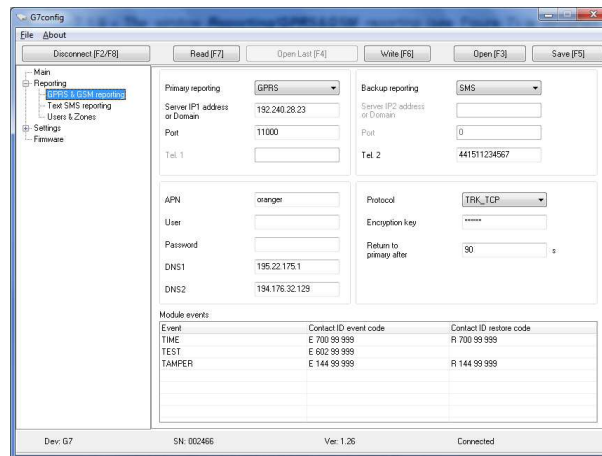 G7config
File About
Disconnect [F2/F8] Read [F7] Open Last [F4] Write [F6] Open [F3] Save [F5]
Main
Reporting
GPRS & GSM reporting
Text SMS reporting
Users & Zones
Settings
Firmware
Primary reporting GPRS
Server IP1 address or Domain 192.240.28.23
Port 11000
Tel. 1
Backup reporting SMS
Server IP2 address or Domain
Port 0
Tel. 2 441511234567
APN oranger
User
Password
DNS1 195.22.175.1
DNS2 194.176.32.129
Protocol TRK_TCP
Encryption key ******
Return to primary after 90 s
Module events
Event Contact ID event code Contact ID restore code
TIME E 700 99 999 R 700 99 999
TEST E 602 99 999
TAMPER E 144 99 999 R 144 99 999
Dev: G7 SN: 002466 Ver: 1.26 Connected